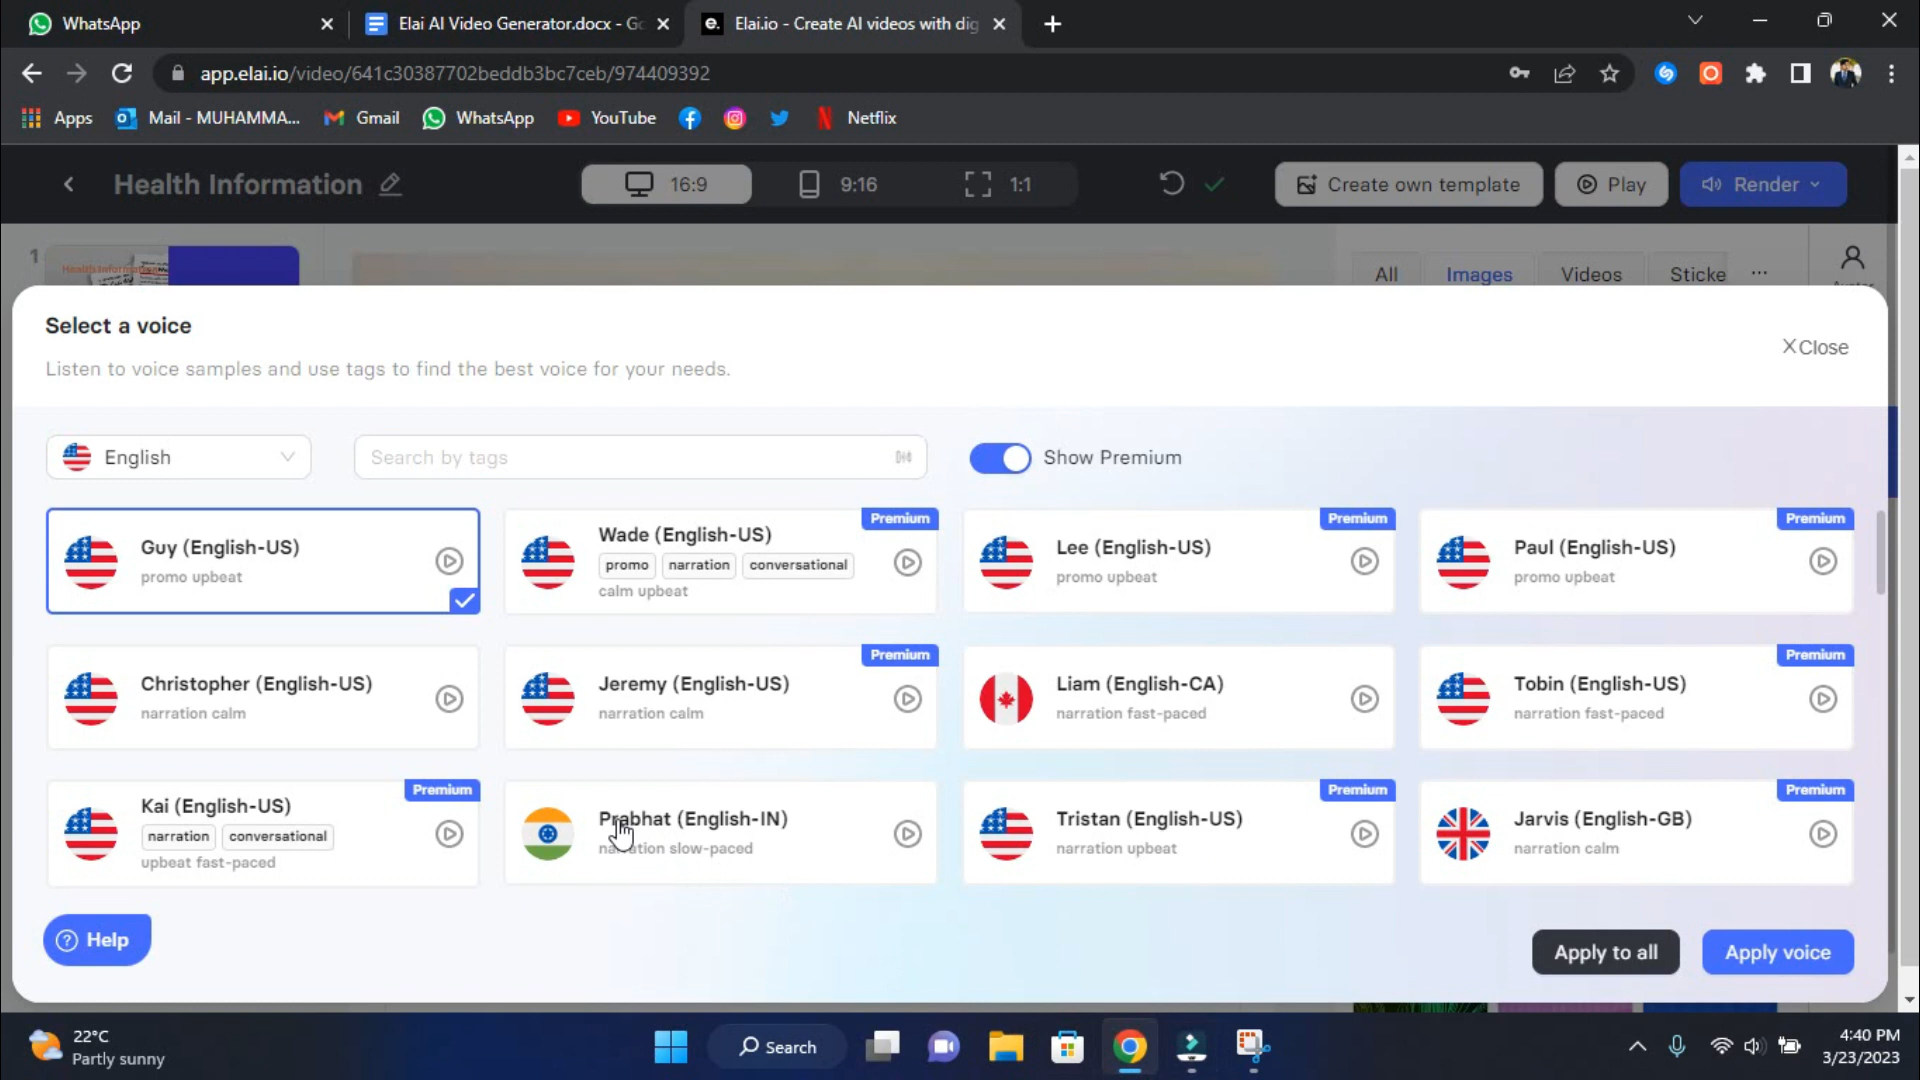 WhatsApp
Elai AI Video Generator.docx - Go
Elai.io - Create AI videos with dig
app.elai.io/video/641c30387702beddb3bc7ceb/974409392
Apps
Mail - MUHAMMA...
Gmail
WhatsApp
YouTube
Netflix
Health Information
16:9
9:16
1:1
Create own template
Play
Render
1
Health Information
All
Images
Videos
Sticke
...
Select a voice
Close
Listen to voice samples and use tags to find the best voice for your needs.
English
Search by tags
Show Premium
Guy (English-US)
promo upbeat
Premium
Wade (English-US)
promo narration conversational
calm upbeat
Premium
Lee (English-US)
promo upbeat
Premium
Paul (English-US)
promo upbeat
Christopher (English-US)
narration calm
Premium
Jeremy (English-US)
narration calm
Liam (English-CA)
narration fast-paced
Premium
Tobin (English-US)
narration fast-paced
Premium
Kai (English-US)
narration conversational
upbeat fast-paced
Prabhat (English-IN)
narration slow-paced
Premium
Tristan (English-US)
narration upbeat
Premium
Jarvis (English-GB)
narration calm
Help
Apply to all
Apply voice
22°C
Partly sunny
Search
4:40 PM
3/23/2023